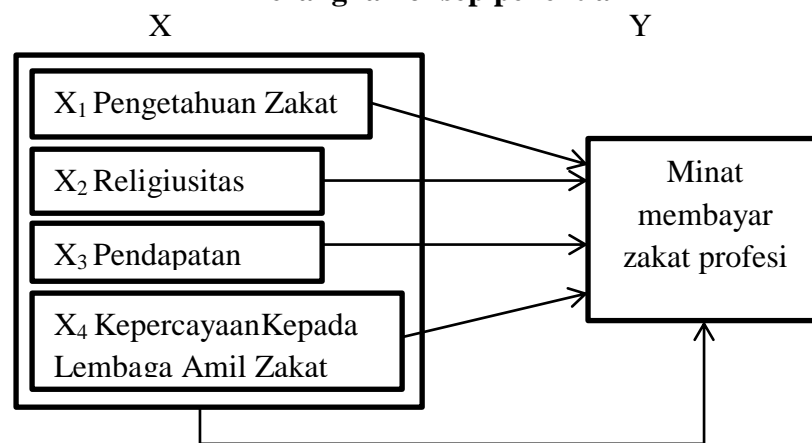 X Y
X₁ Pengetahuan Zakat
X₂ Religiusitas
X₃ Pendapatan
X₄ KepercayaanKepada
Lembaga Amil Zakat
Minat
membayar
zakat profesi